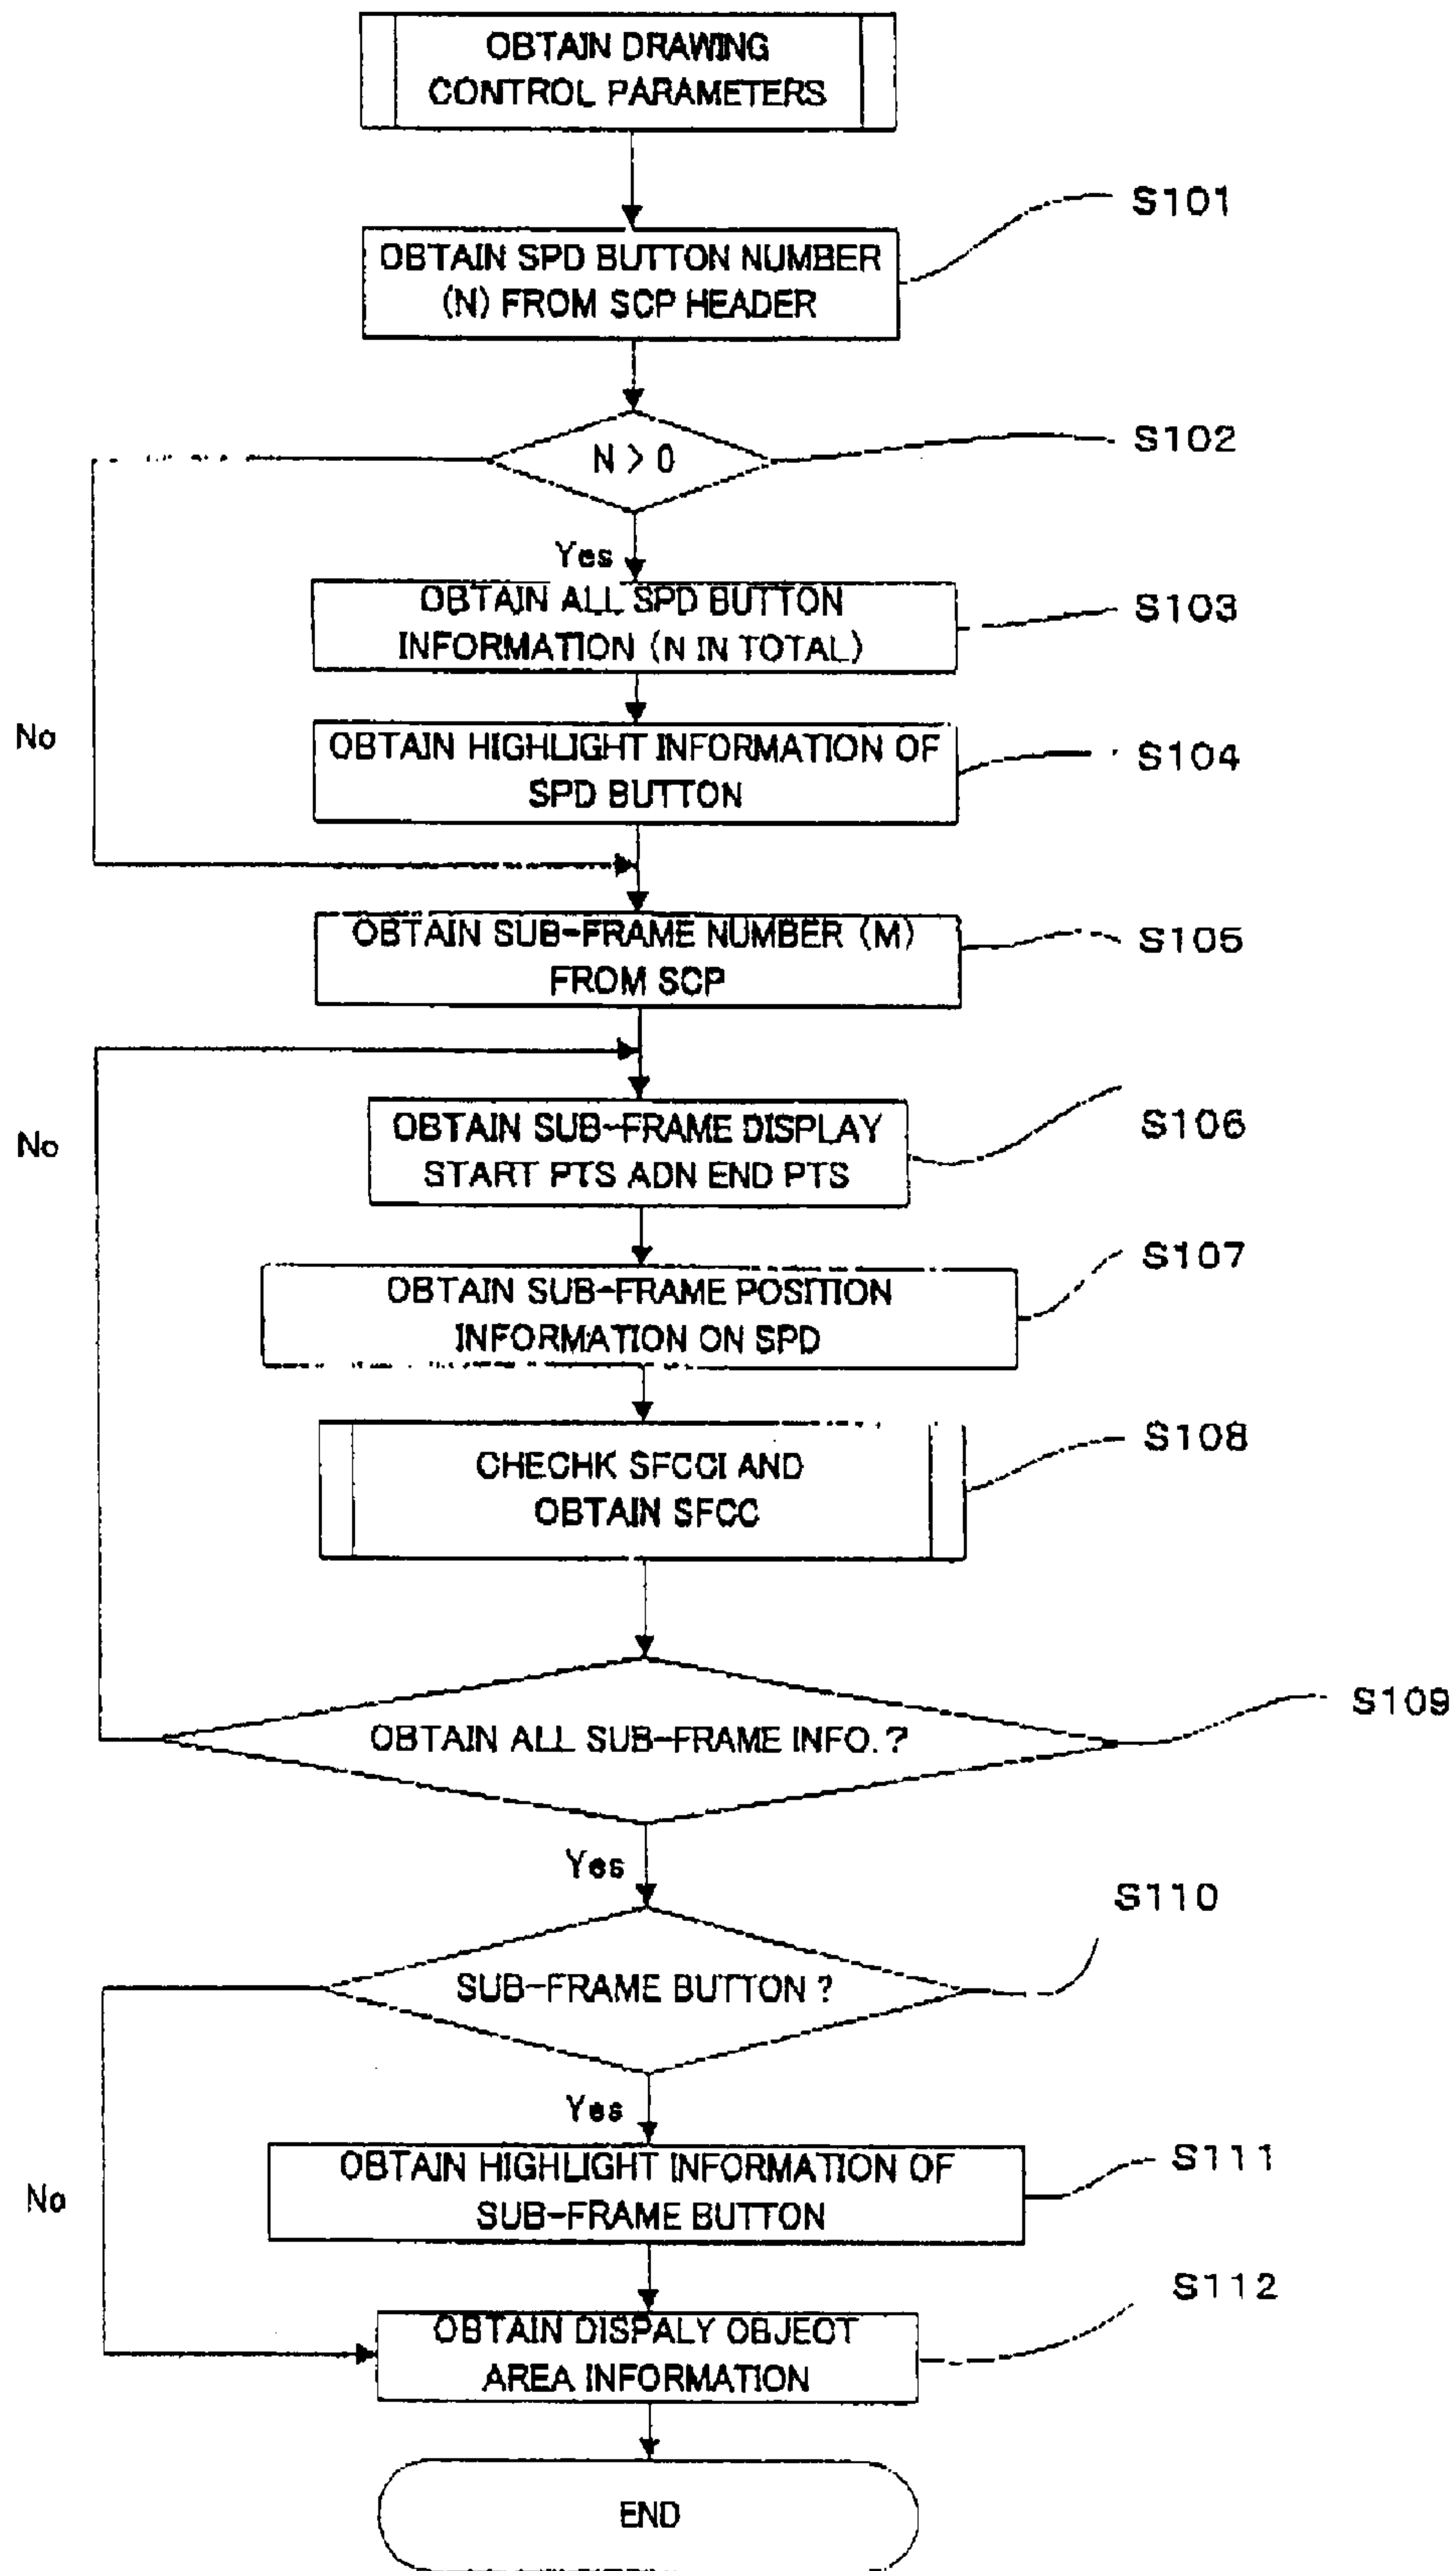 OBTAIN DRAWING
CONTROL PARAMETERS
S101
OBTAIN SPD BUTTON NUMBER
(N) FROM SCP HEADER
S102
N > 0
Yes
S103
OBTAIN ALL SPD BUTTON
INFORMATION (N IN TOTAL)
No
S104
OBTAIN HIGHLIGHT INFORMATION OF
SPD BUTTON
S105
OBTAIN SUB-FRAME NUMBER (M)
FROM SCP
No
S106
OBTAIN SUB-FRAME DISPLAY
START PTS ADN END PTS
S107
OBTAIN SUB-FRAME POSITION
INFORMATION ON SPD
S108
CHECHK SFCCI AND
OBTAIN SFCC
S109
OBTAIN ALL SUB-FRAME INFO. ?
Yes
S110
SUB-FRAME BUTTON ?
Yes
S111
OBTAIN HIGHLIGHT INFORMATION OF
SUB-FRAME BUTTON
No
S112
OBTAIN DISPALY OBJECT
AREA INFORMATION
END